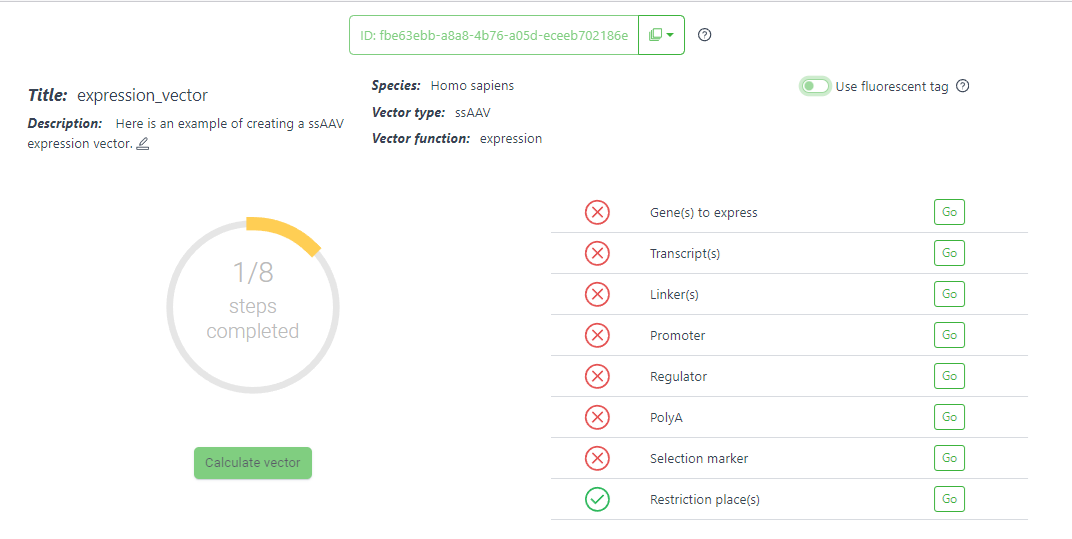 ID: fbe63ebb-a8a8-4b76-a05d-eceeb702186e
Title: expression_vector
Description: Here is an example of creating a ssAAV
expression vector.
Species: Homo sapiens
Vector type: ssAAV
Vector function: expression
Use fluorescent tag ?
1/8
steps
completed
Calculate vector
Gene(s) to express Go
Transcript(s) Go
Linker(s) Go
Promoter Go
Regulator Go
PolyA Go
Selection marker Go
Restriction place(s) Go